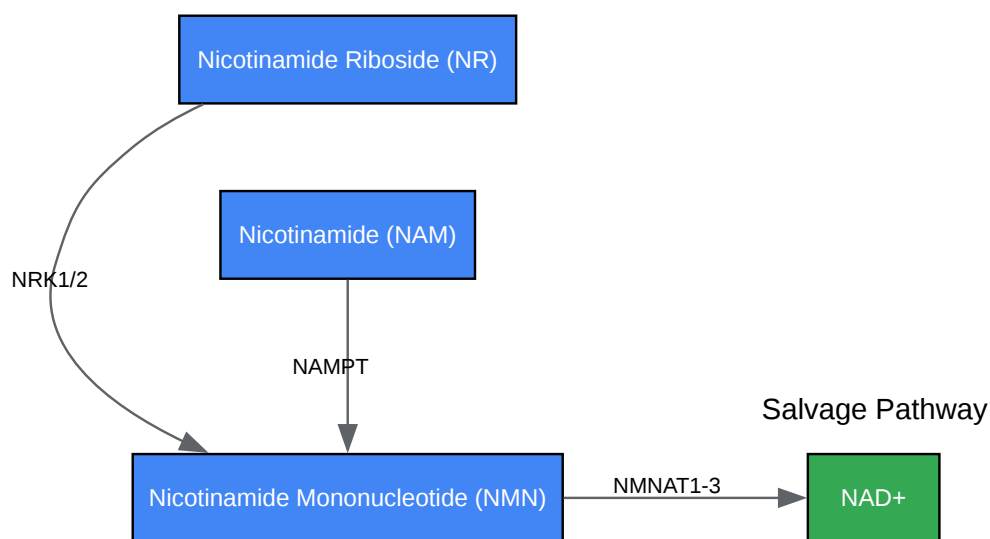 Nicotinamide Riboside (NR)
Nicotinamide (NAM)
NRK1/2
NAMPT
Salvage Pathway
Nicotinamide Mononucleotide (NMN)
NMNAT1-3
NAD+